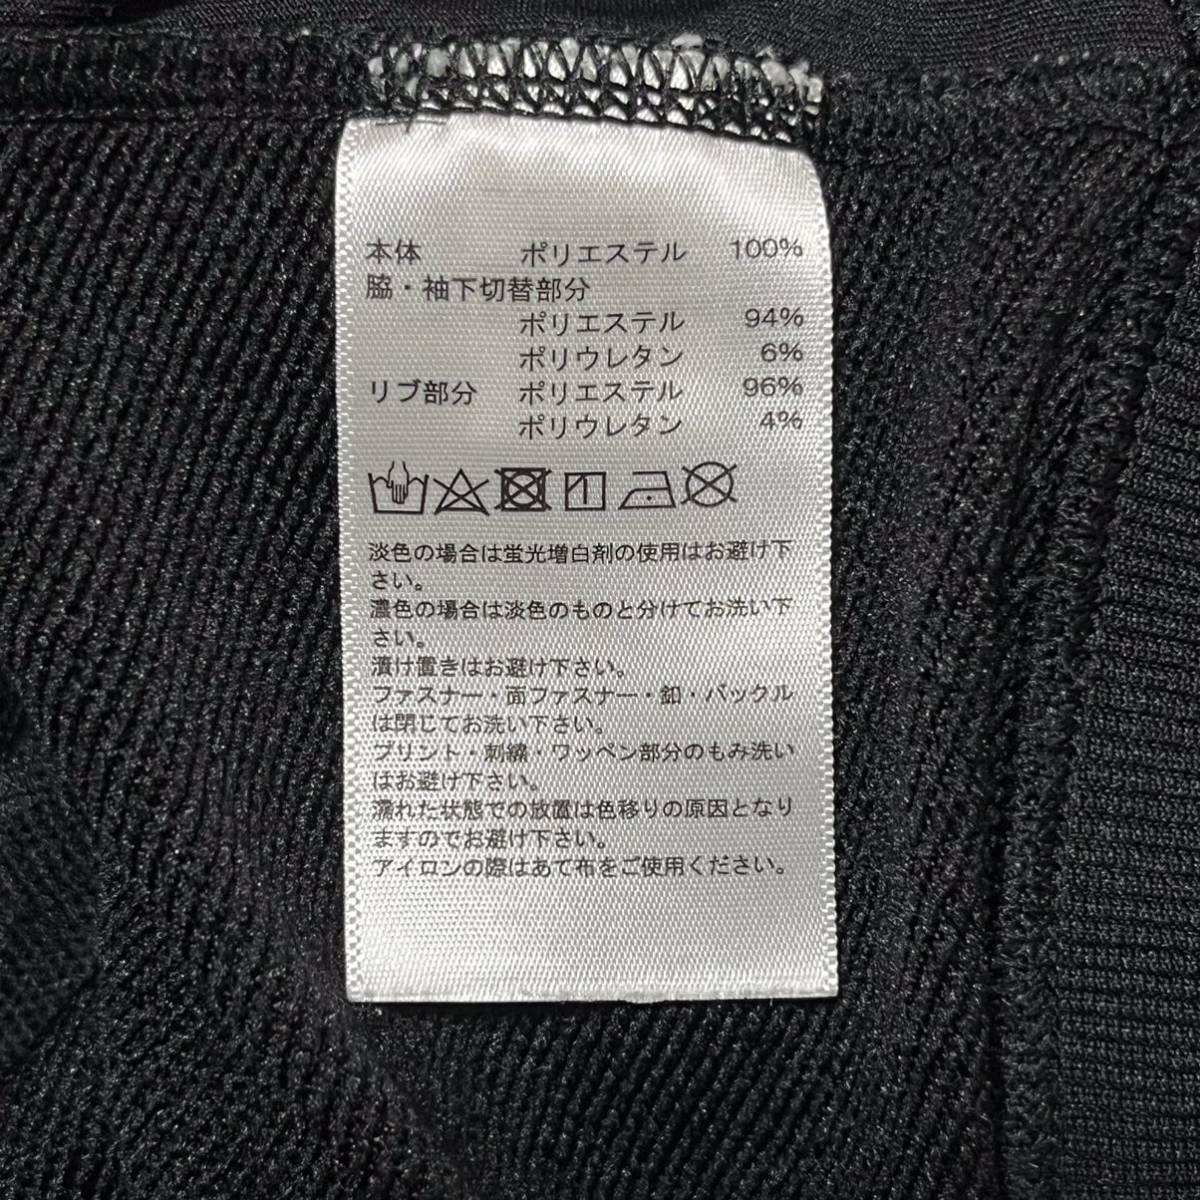 本体 ポリエステル 100%
脇・袖下切替部分
ポリエステル 94%
ポリウレタン 6%
リブ部分 ポリエステル 96%
ポリウレタン 4%
淡色の場合は蛍光増白剤の使用はお避け下
さい。
濃色の場合は淡色のものと分けてお洗い下
さい。
漬け置きはお避け下さい。
ファスナー・面ファスナー・釦・バックル
は閉じてお洗い下さい。
プリント・刺繍・ワッペン部分のもみ洗い
はお避け下さい。
濡れた状態での放置は色移りの原因となり
ますのでお避け下さい。
アイロンの際はあて布をご使用ください。